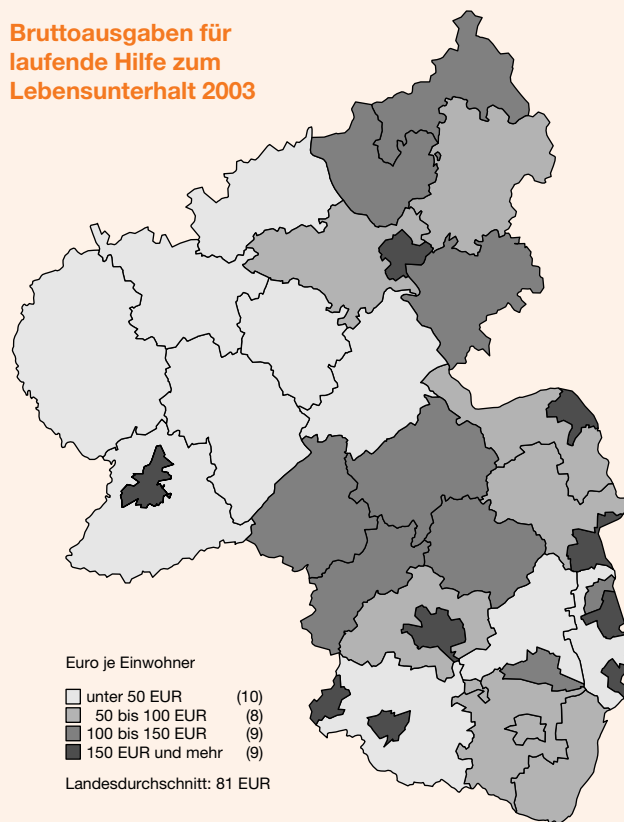 Bruttoausgaben für
laufende Hilfe zum
Lebensunterhalt 2003
Euro je Einwohner
unter 50 EUR (10)
50 bis 100 EUR (8)
100 bis 150 EUR (9)
150 EUR und mehr (9)
Landesdurchschnitt: 81 EUR